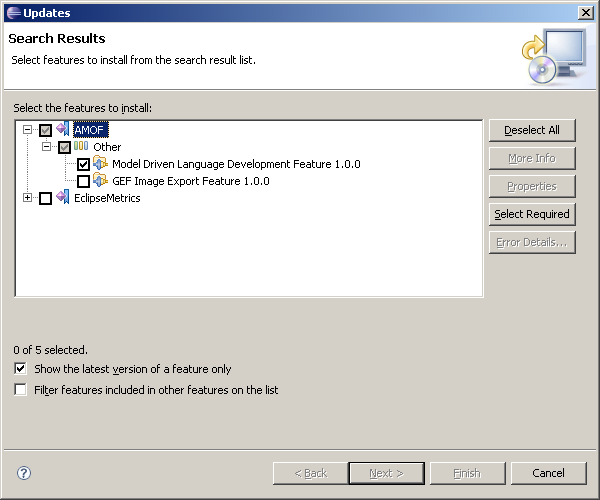 Updates
Search Results
Select features to install from the search result list.
Select the features to install:
AMOF
Other
Model Driven Language Development Feature 1.0.0
GEF Image Export Feature 1.0.0
EclipseMetrics
Deselect All
More Info
Properties
Select Required
Error Details...
0 of 5 selected.
Show the latest version of a feature only
Filter features included in other features on the list
?
< Back
Next >
Finish
Cancel